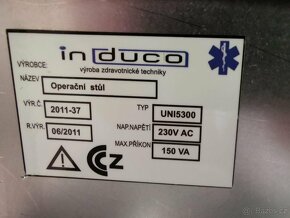 induco
VÝROBCE: výroba zdravotnické techniky
NÁZEV Operační stůl
VÝR.Č. 2011-37 TYP UNI5300
R.VÝR 06/2011 NAP.NAPĚTÍ 230V AC
MAX.PŘÍKON 150 VA
CZ